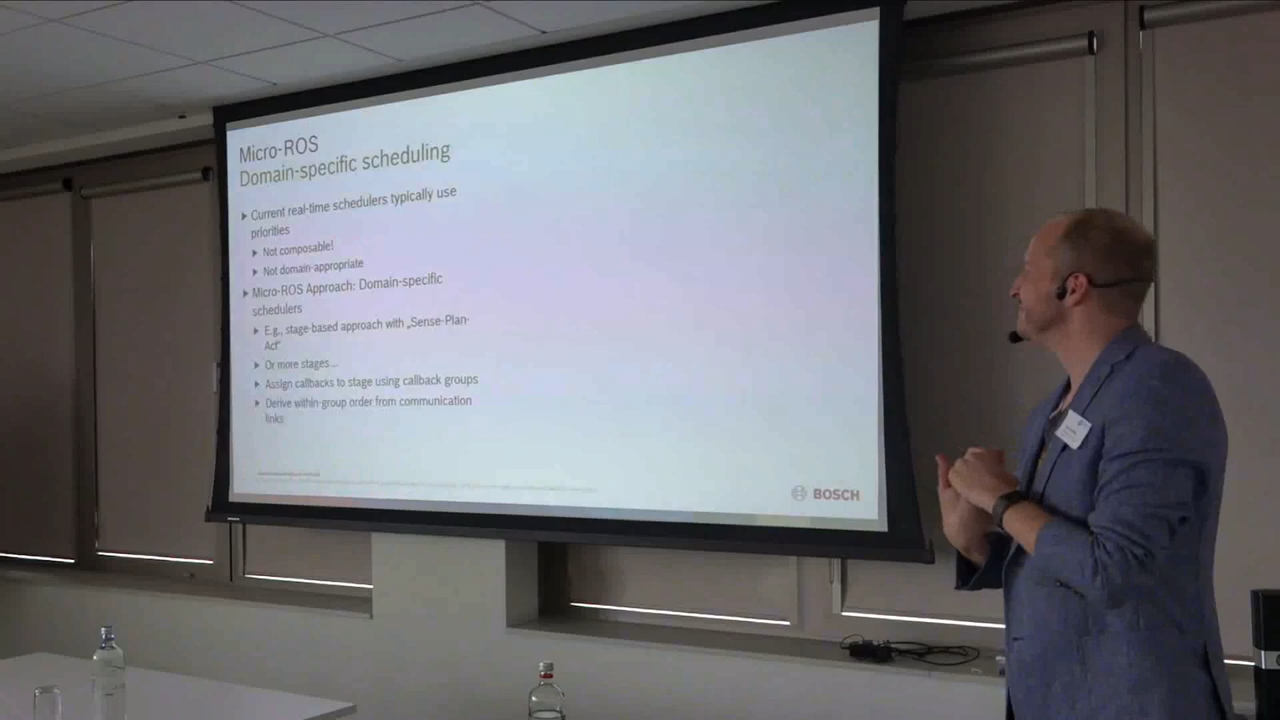 Micro-ROS
Domain-specific scheduling
Current real-time schedulers typically use
priorities
Not composable!
Not domain-appropriate
Micro-ROS Approach: Domain-specific
schedulers
E.g., stage-based approach with „Sense-Plan-
Act"
Or more stages...
Assign callbacks to stage using callback groups
Derive within-group order from communication
links
BOSCH